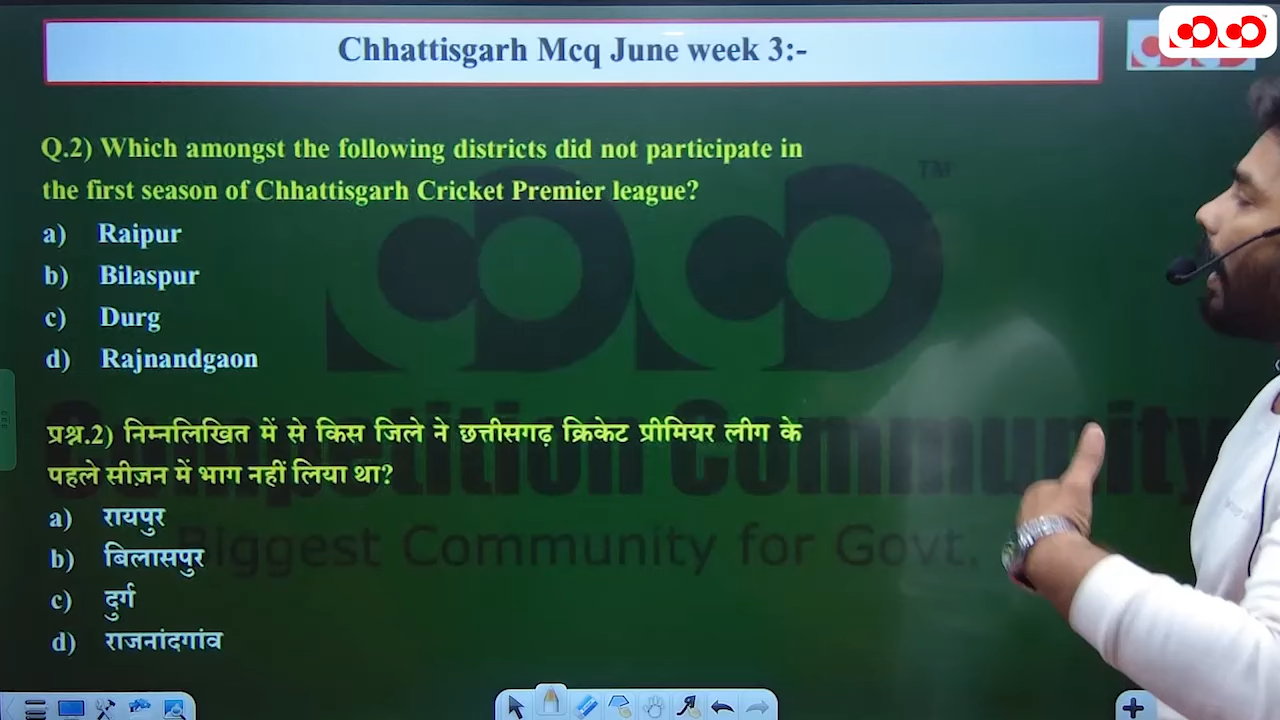 Chhattisgarh Mcq June week 3:-
Q.2) Which amongst the following districts did not participate in
the first season of Chhattisgarh Cricket Premier league?
a) Raipur
b) Bilaspur
c) Durg
d) Rajnandgaon
TM
Competition Community
प्रश्न.2) निम्नलिखित में से किस जिले ने छत्तीसगढ़ क्रिकेट प्रीमियर लीग के
पहले सीज़न में भाग नहीं लिया था?
a) रायपुर
Biggest Community for Govt.
b) बिलासपुर
c) दुर्ग
d) राजनांदगांव